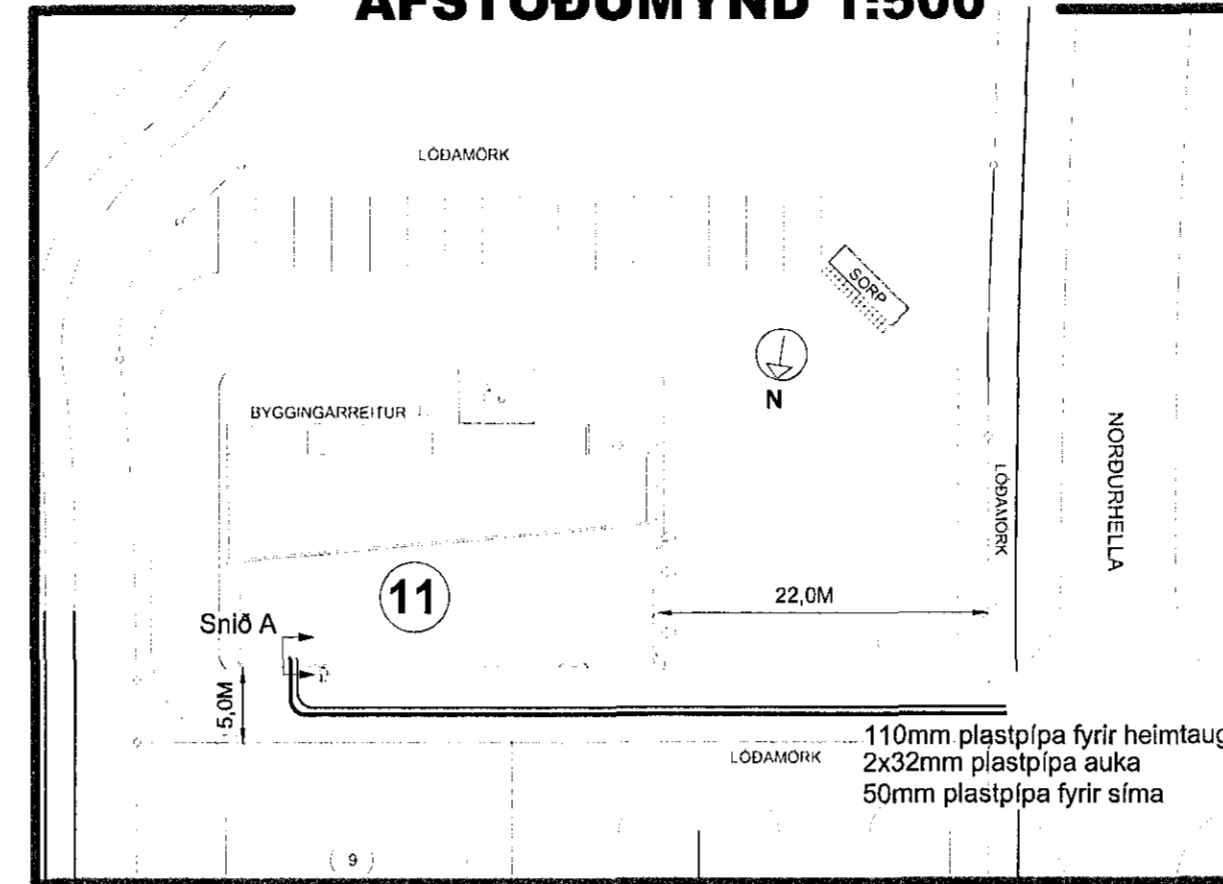 AFSTÖÐUMYND 1:500
LÓÐAMÖRK
SORP
N
BYGGINGARREITUR
NORÐURHELLA
LÓÐAMÖRK
11
22,0M
Snið A
5,0M
LÓÐAMÖRK
110mm plastpípa fyrir heimtaug
2x32mm plastpípa auka
50mm plastpípa fyrir síma
9